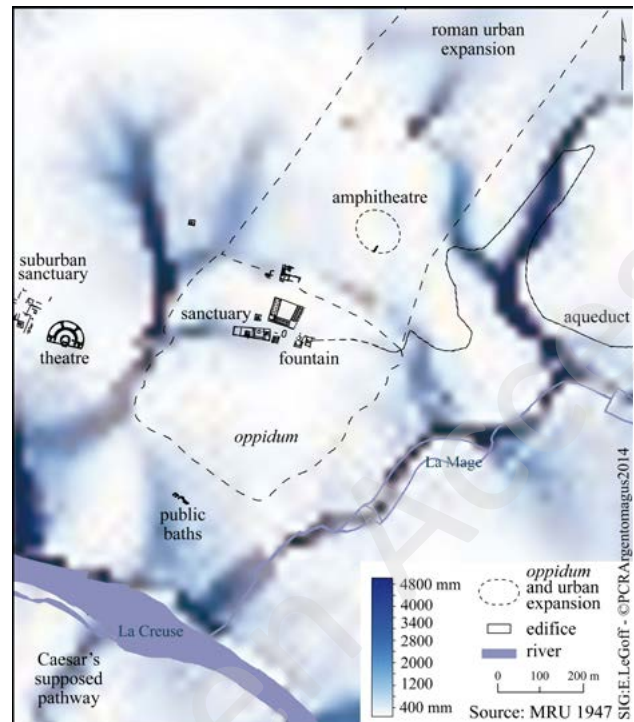 roman urban
expansion
amphitheatre
suburban
sanctuary
sanctuary
aqueduct
theatre
fountain
oppidum
La Mage
public
baths
La Creuse
Caesar's
supposed
pathway
4800 mm
4000
3400
2600
2000
1200
400 mm
oppidum
and urban
expansion
edifice
river
0 100 200 m
Source: MRU 1947
SIG:E.LeGoff - ©PCRArgentomagus2014